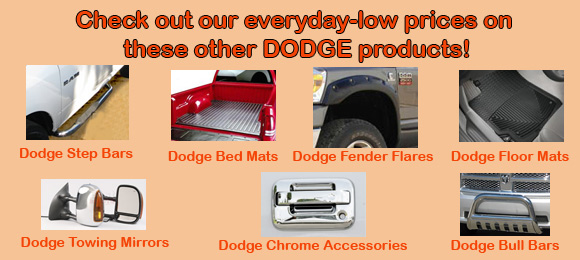 Check out our everyday-low prices on
these other DODGE products!
Dodge Step Bars
Dodge Bed Mats
Dodge Fender Flares
Dodge Floor Mats
Dodge Towing Mirrors
Dodge Chrome Accessories
Dodge Bull Bars